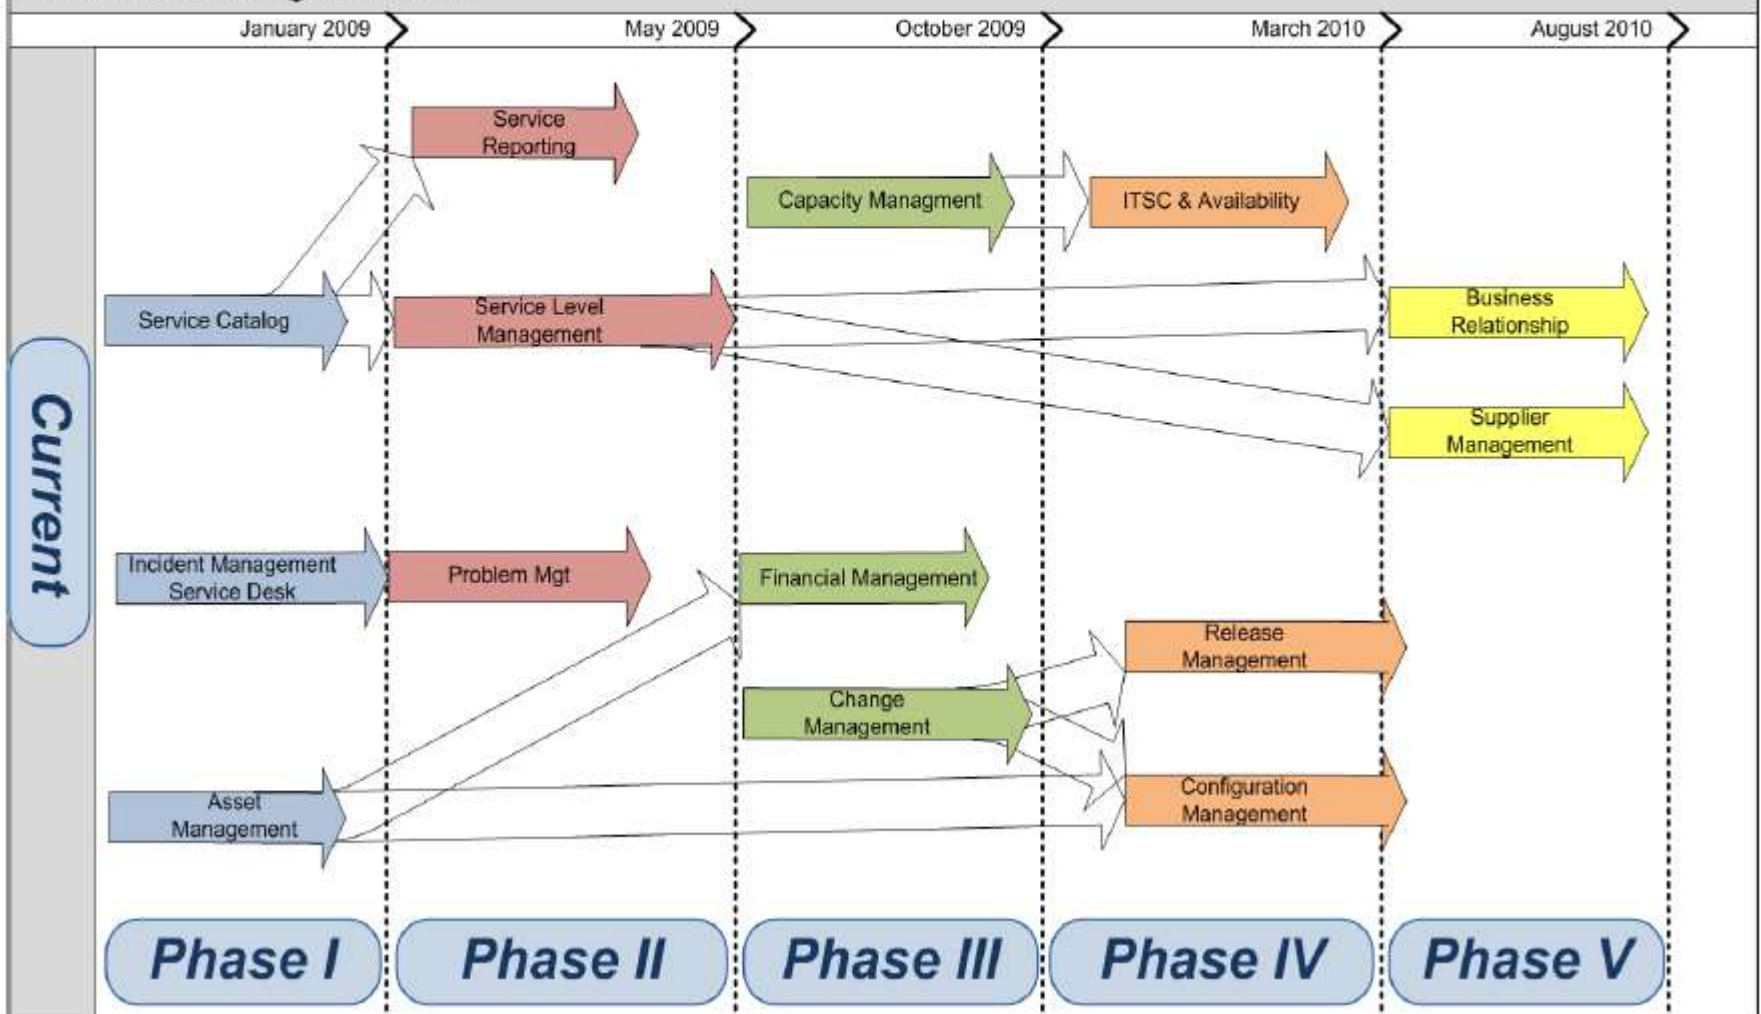 January 2009
May 2009
October 2009
March 2010
August 2010
Service
Reporting
Capacity Managment
ITSC & Availability
Service Catalog
Service Level
Management
Business
Relationship
Supplier
Management
Current
Incident Management
Service Desk
Problem Mgt
Financial Management
Release
Management
Change
Management
Asset
Management
Configuration
Management
Phase I
Phase II
Phase III
Phase IV
Phase V